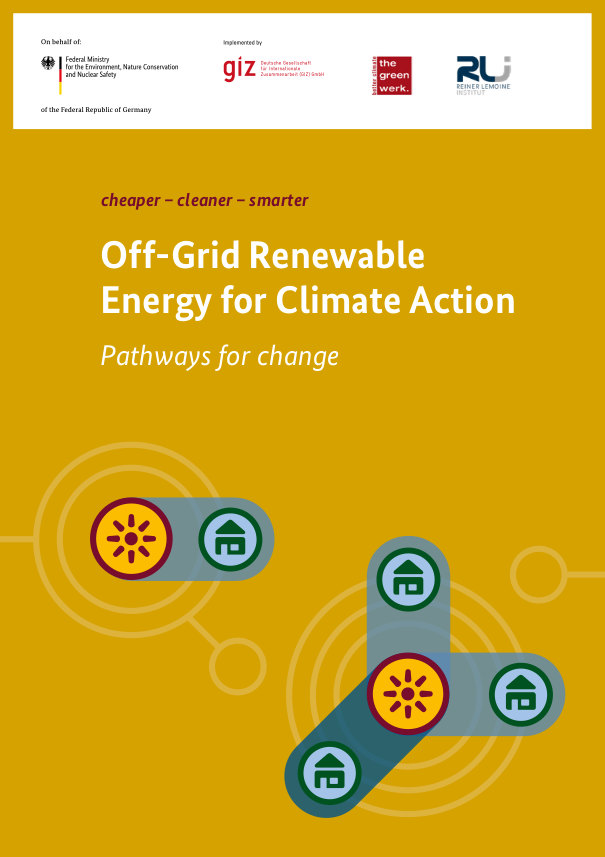 On behalf of:
Federal Ministry
for the Environment, Nature Conservation
and Nuclear Safety
of the Federal Republic of Germany
Implemented by
giz
Deutsche Gesellschaft
für Internationale
Zusammenarbeit (GIZ) GmbH
better climate
the
green
werk.
RLI
REINER LEMOINE
INSTITUT
cheaper – cleaner – smarter
Off-Grid Renewable
Energy for Climate Action
Pathways for change